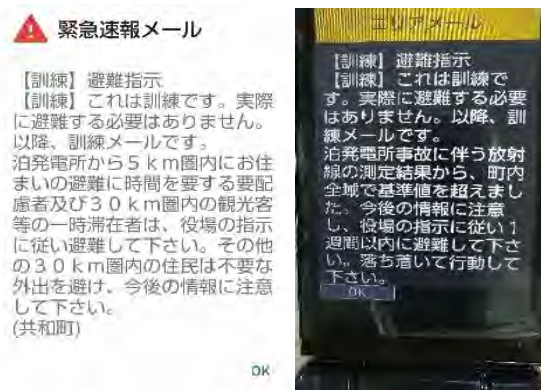 緊急速報メール
【訓練】避難指示
【訓練】これは訓練です。実際
に避難する必要はありません。
以降、訓練メールです。
泊発電所から5km圏内にお住
まいの避難に時間を要する要配
慮者及び30km圏内の観光客
等の一時滞在者は、役場の指示
に従い避難して下さい。その他
の30km圏内の住民は不要な
外出を避け、今後の情報に注意
して下さい。
(共和町)
OK
エリアメール
【訓練】避難指示
【訓練】これは訓練で
す。実際に避難する必要
はありません。以降、訓
練メールです。
泊発電所事故に伴う放射
線の測定結果から、町内
全域で基準値を超えまし
た。今後の情報に注意
し、役場の指示に従い1
週間以内に避難して下さ
い。落ち着いて行動して
下さい。
OK